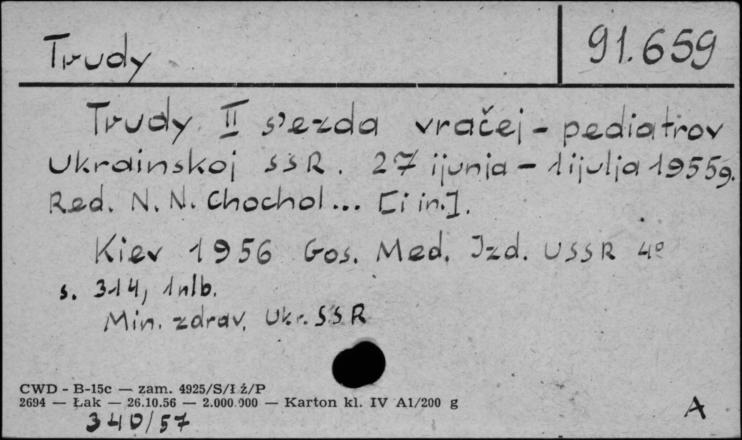 Trudy 91.659
Trudy II s'ezda vračej - pediatrov
Ukrainskoj SSR. 27 ijunja - 1 ijulja 1955g.
Red. N. N. Chochol... [i in.].
Kiev 1956 Gos. Med. Izd. USSR 4°
s. 314, 1 nlb.
Min. zdrav. Ukr. SSR
CWD - B-15c — zam. 4925/S/I ż/P
2694 — Łak — 26.10.56 — 2.000.000 — Karton kl. IV A1/200 g
340/57
A